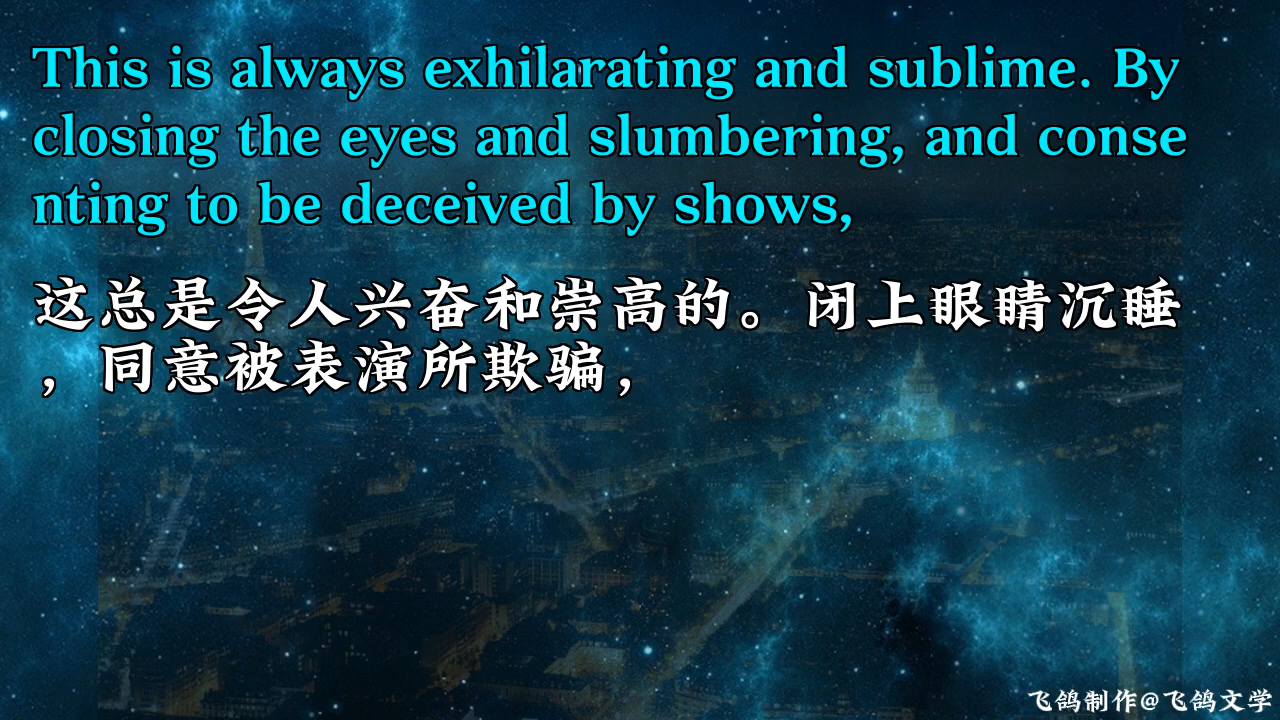 This is always exhilarating and sublime. By
closing the eyes and slumbering, and conse
nting to be deceived by shows,
这总是令人兴奋和崇高的。闭上眼睛沉睡
，同意被表演所欺骗，
飞鸽制作@飞鸽文学